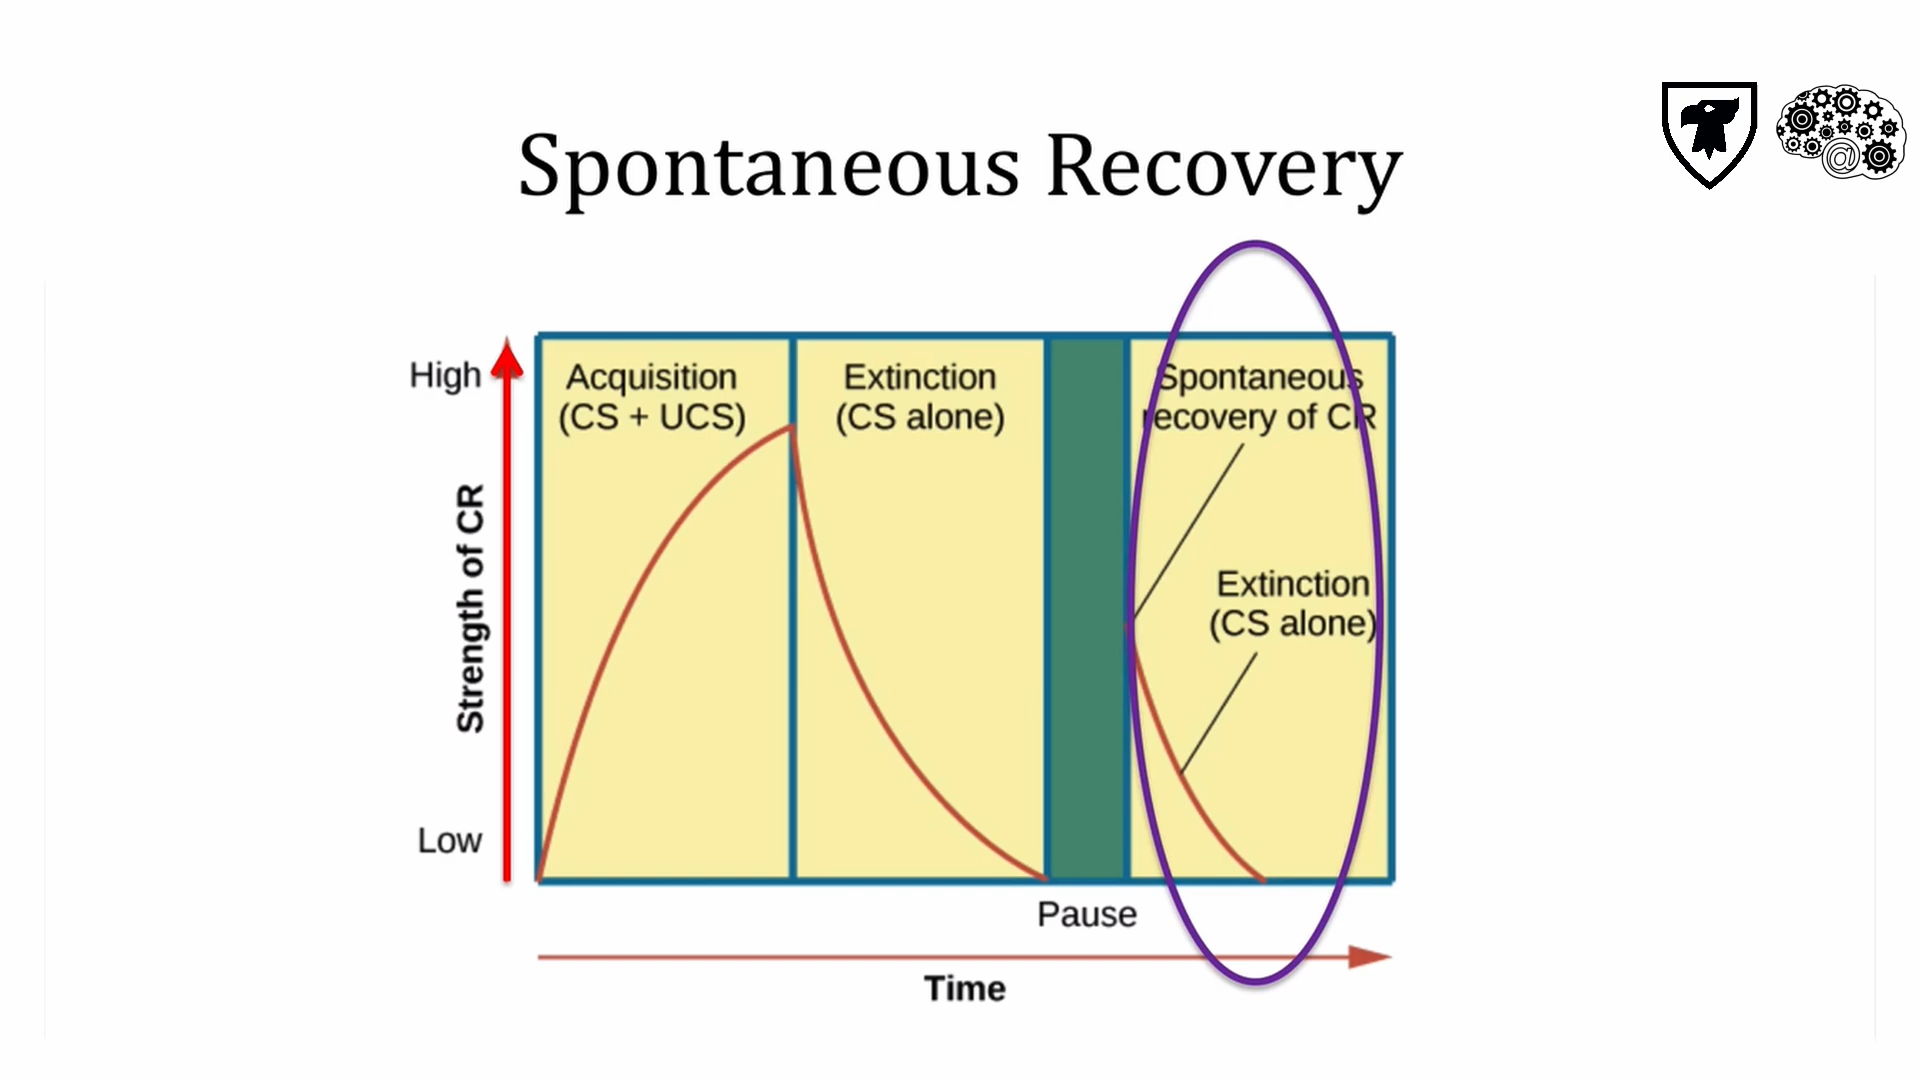 Spontaneous Recovery
High
Acquisition
(CS + UCS)
Extinction
(CS alone)
Spontaneous
recovery of CR
Strength of CR
Extinction
(CS alone)
Low
Pause
Time
@